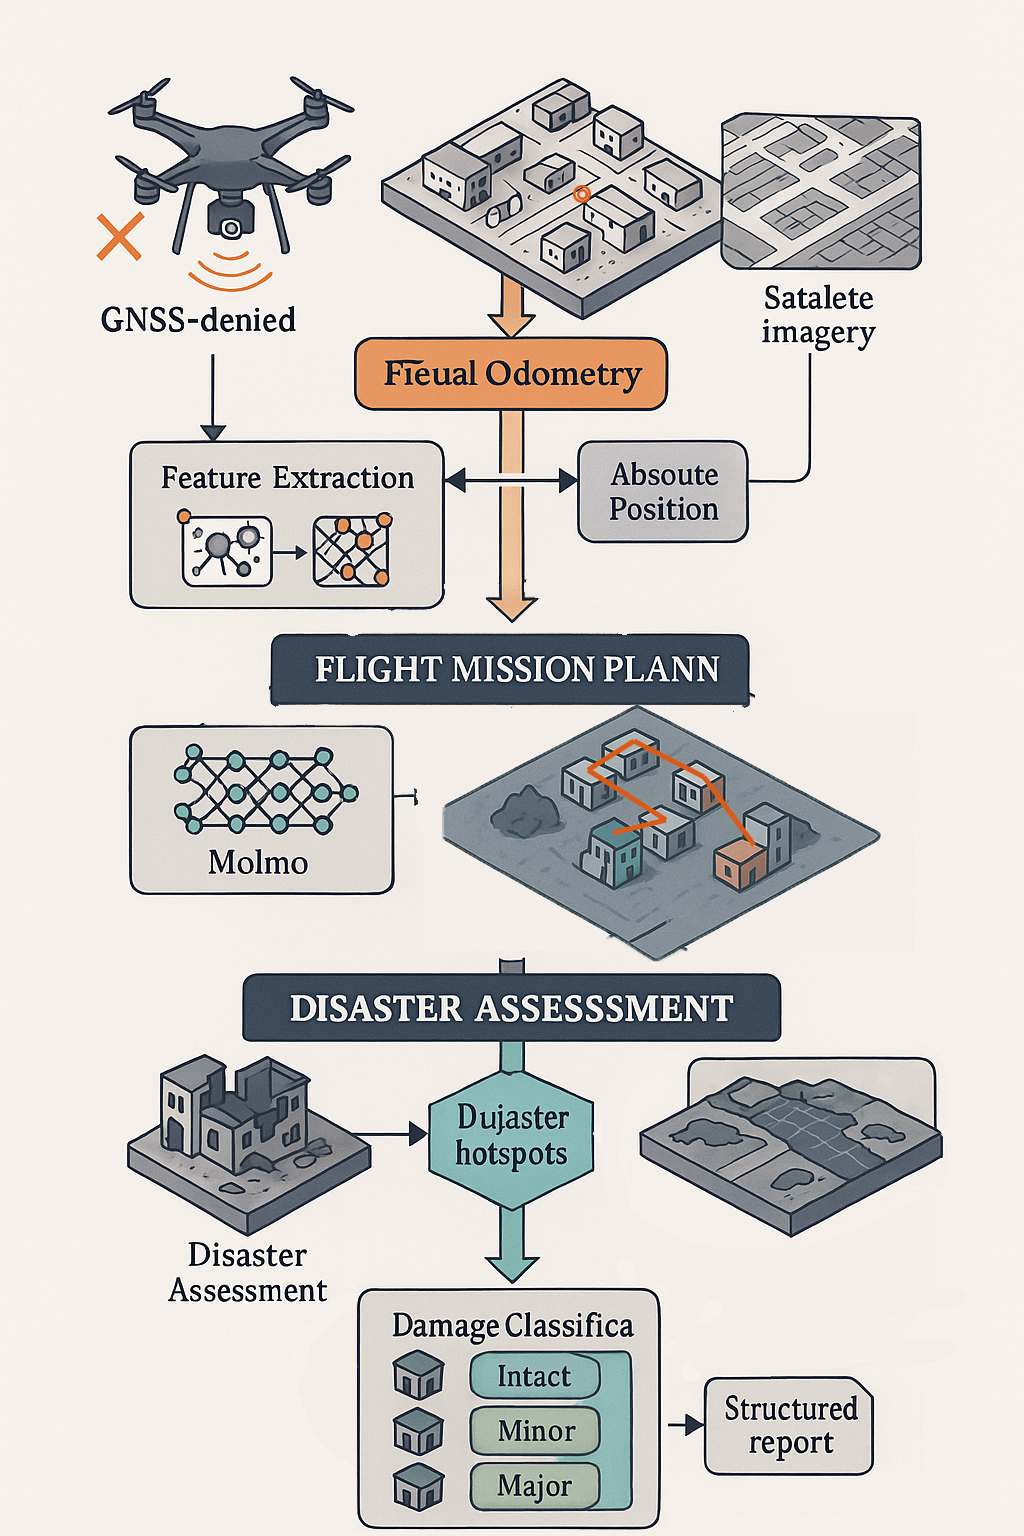 GNSS-denied
Satalete
imagery
Fieual Odometry
Feature Extraction
Absoute
Position
FLIGHT MISSION PLANN
Molmo
DISASTER ASSESSSMENT
Dujaster
hotspots
Disaster
Assessment
Damage Classifica
Intact
Minor
Major
Structured
report